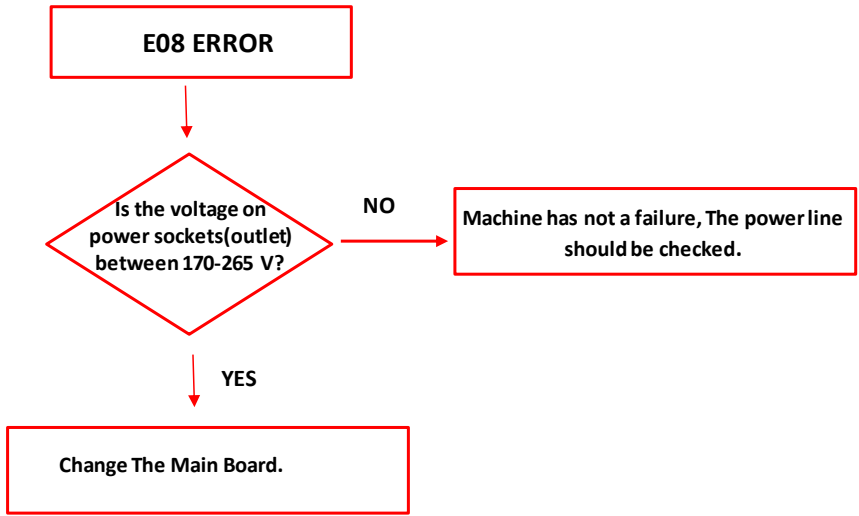 E08 ERROR
Is the voltage on
power sockets(outlet)
between 170-265 V?
NO
Machine has not a failure, The power line
should be checked.
YES
Change The Main Board.